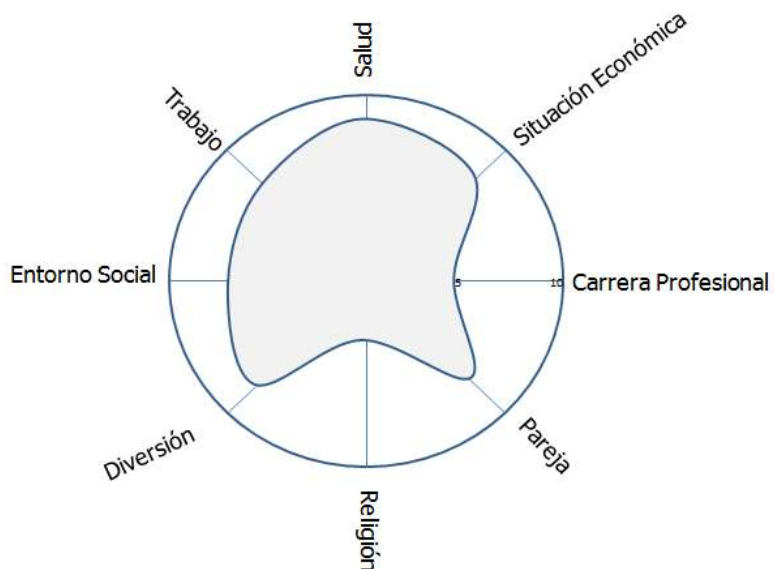 Salud
Situación Económica
Trabajo
Entorno Social
5
10
Carrera Profesional
Diversión
Pareja
Religión